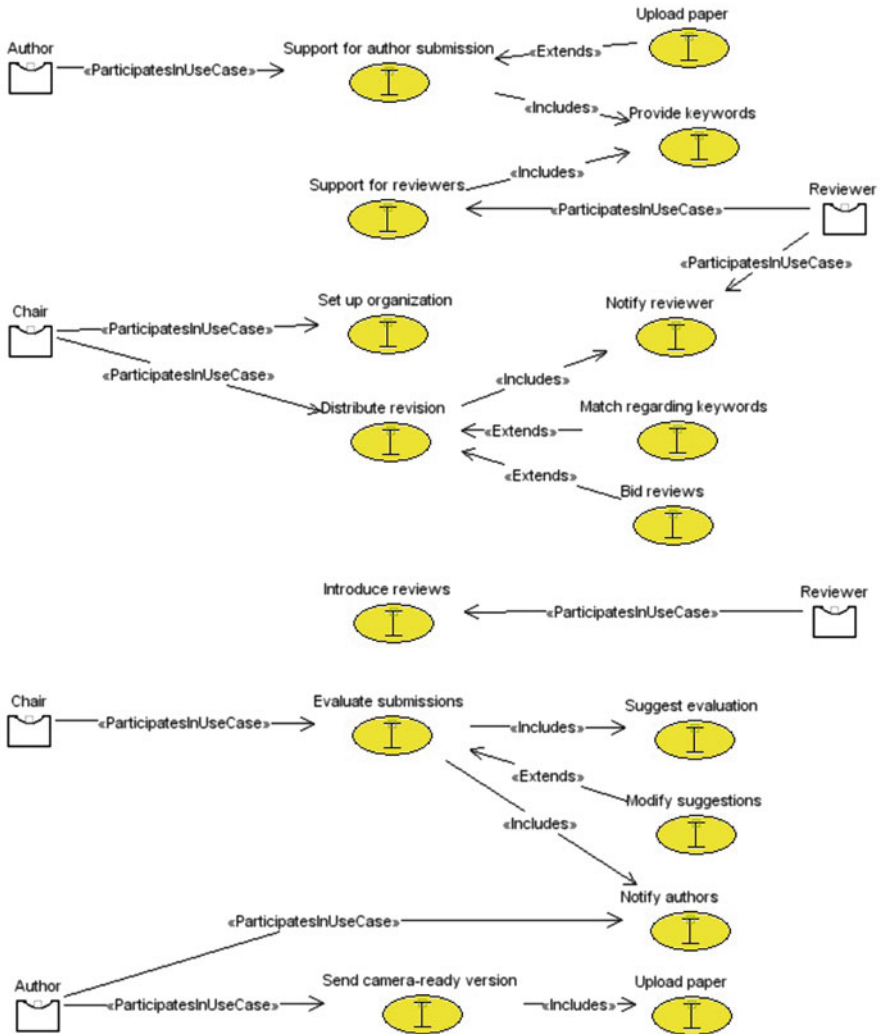 Upload paper
Author
Support for author submission
«Extends»
«ParticipatesInUseCase»
«Includes»
Provide keywords
«Includes»
Support for reviewers
Reviewer
«ParticipatesInUseCase»
«ParticipatesInUseCase»
Set up organization
Notify reviewer
Chair
«ParticipatesInUseCase»
«ParticipatesInUseCase»
«Includes»
Distribute revision
Match regarding keywords
«Extends»
«Extends»
Bid reviews
Introduce reviews
Reviewer
«ParticipatesInUseCase»
Chair
Evaluate submissions
Suggest evaluation
«ParticipatesInUseCase»
«Includes»
«Extends»
Modify suggestions
«Includes»
Notify authors
«ParticipatesInUseCase»
Author
Send camera-ready version
Upload paper
«ParticipatesInUseCase»
«Includes»